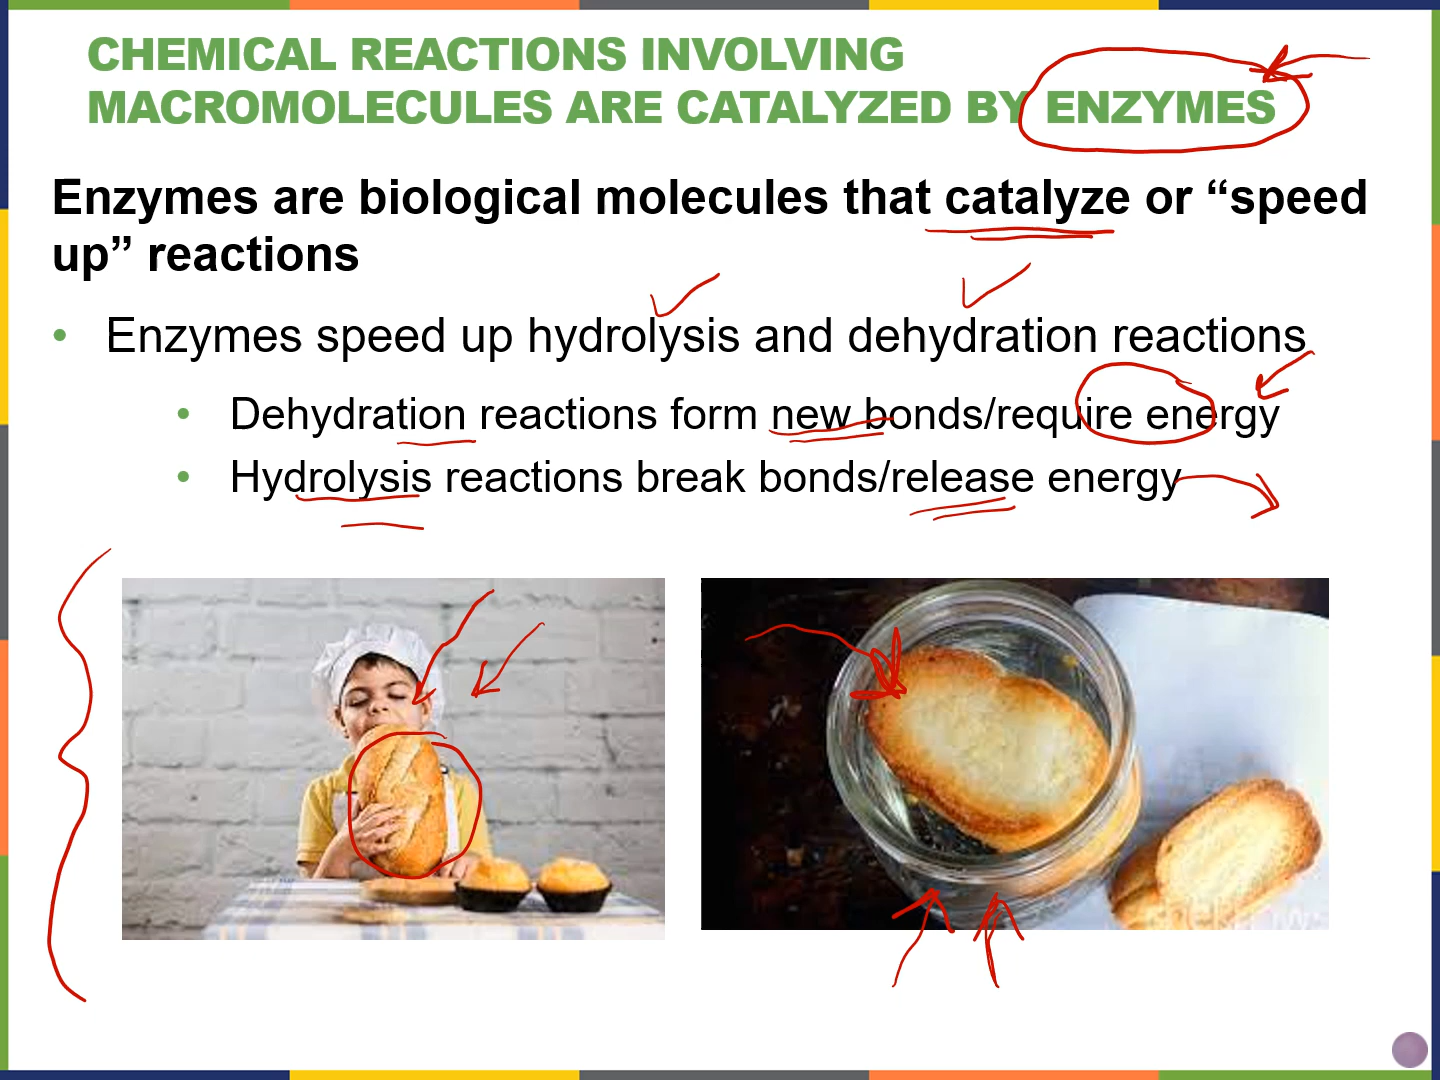 CHEMICAL REACTIONS INVOLVING
MACROMOLECULES ARE CATALYZED BY ENZYMES
Enzymes are biological molecules that catalyze or “speed
up” reactions
• Enzymes speed up hydrolysis and dehydration reactions
• Dehydration reactions form new bonds/require energy
• Hydrolysis reactions break bonds/release energy